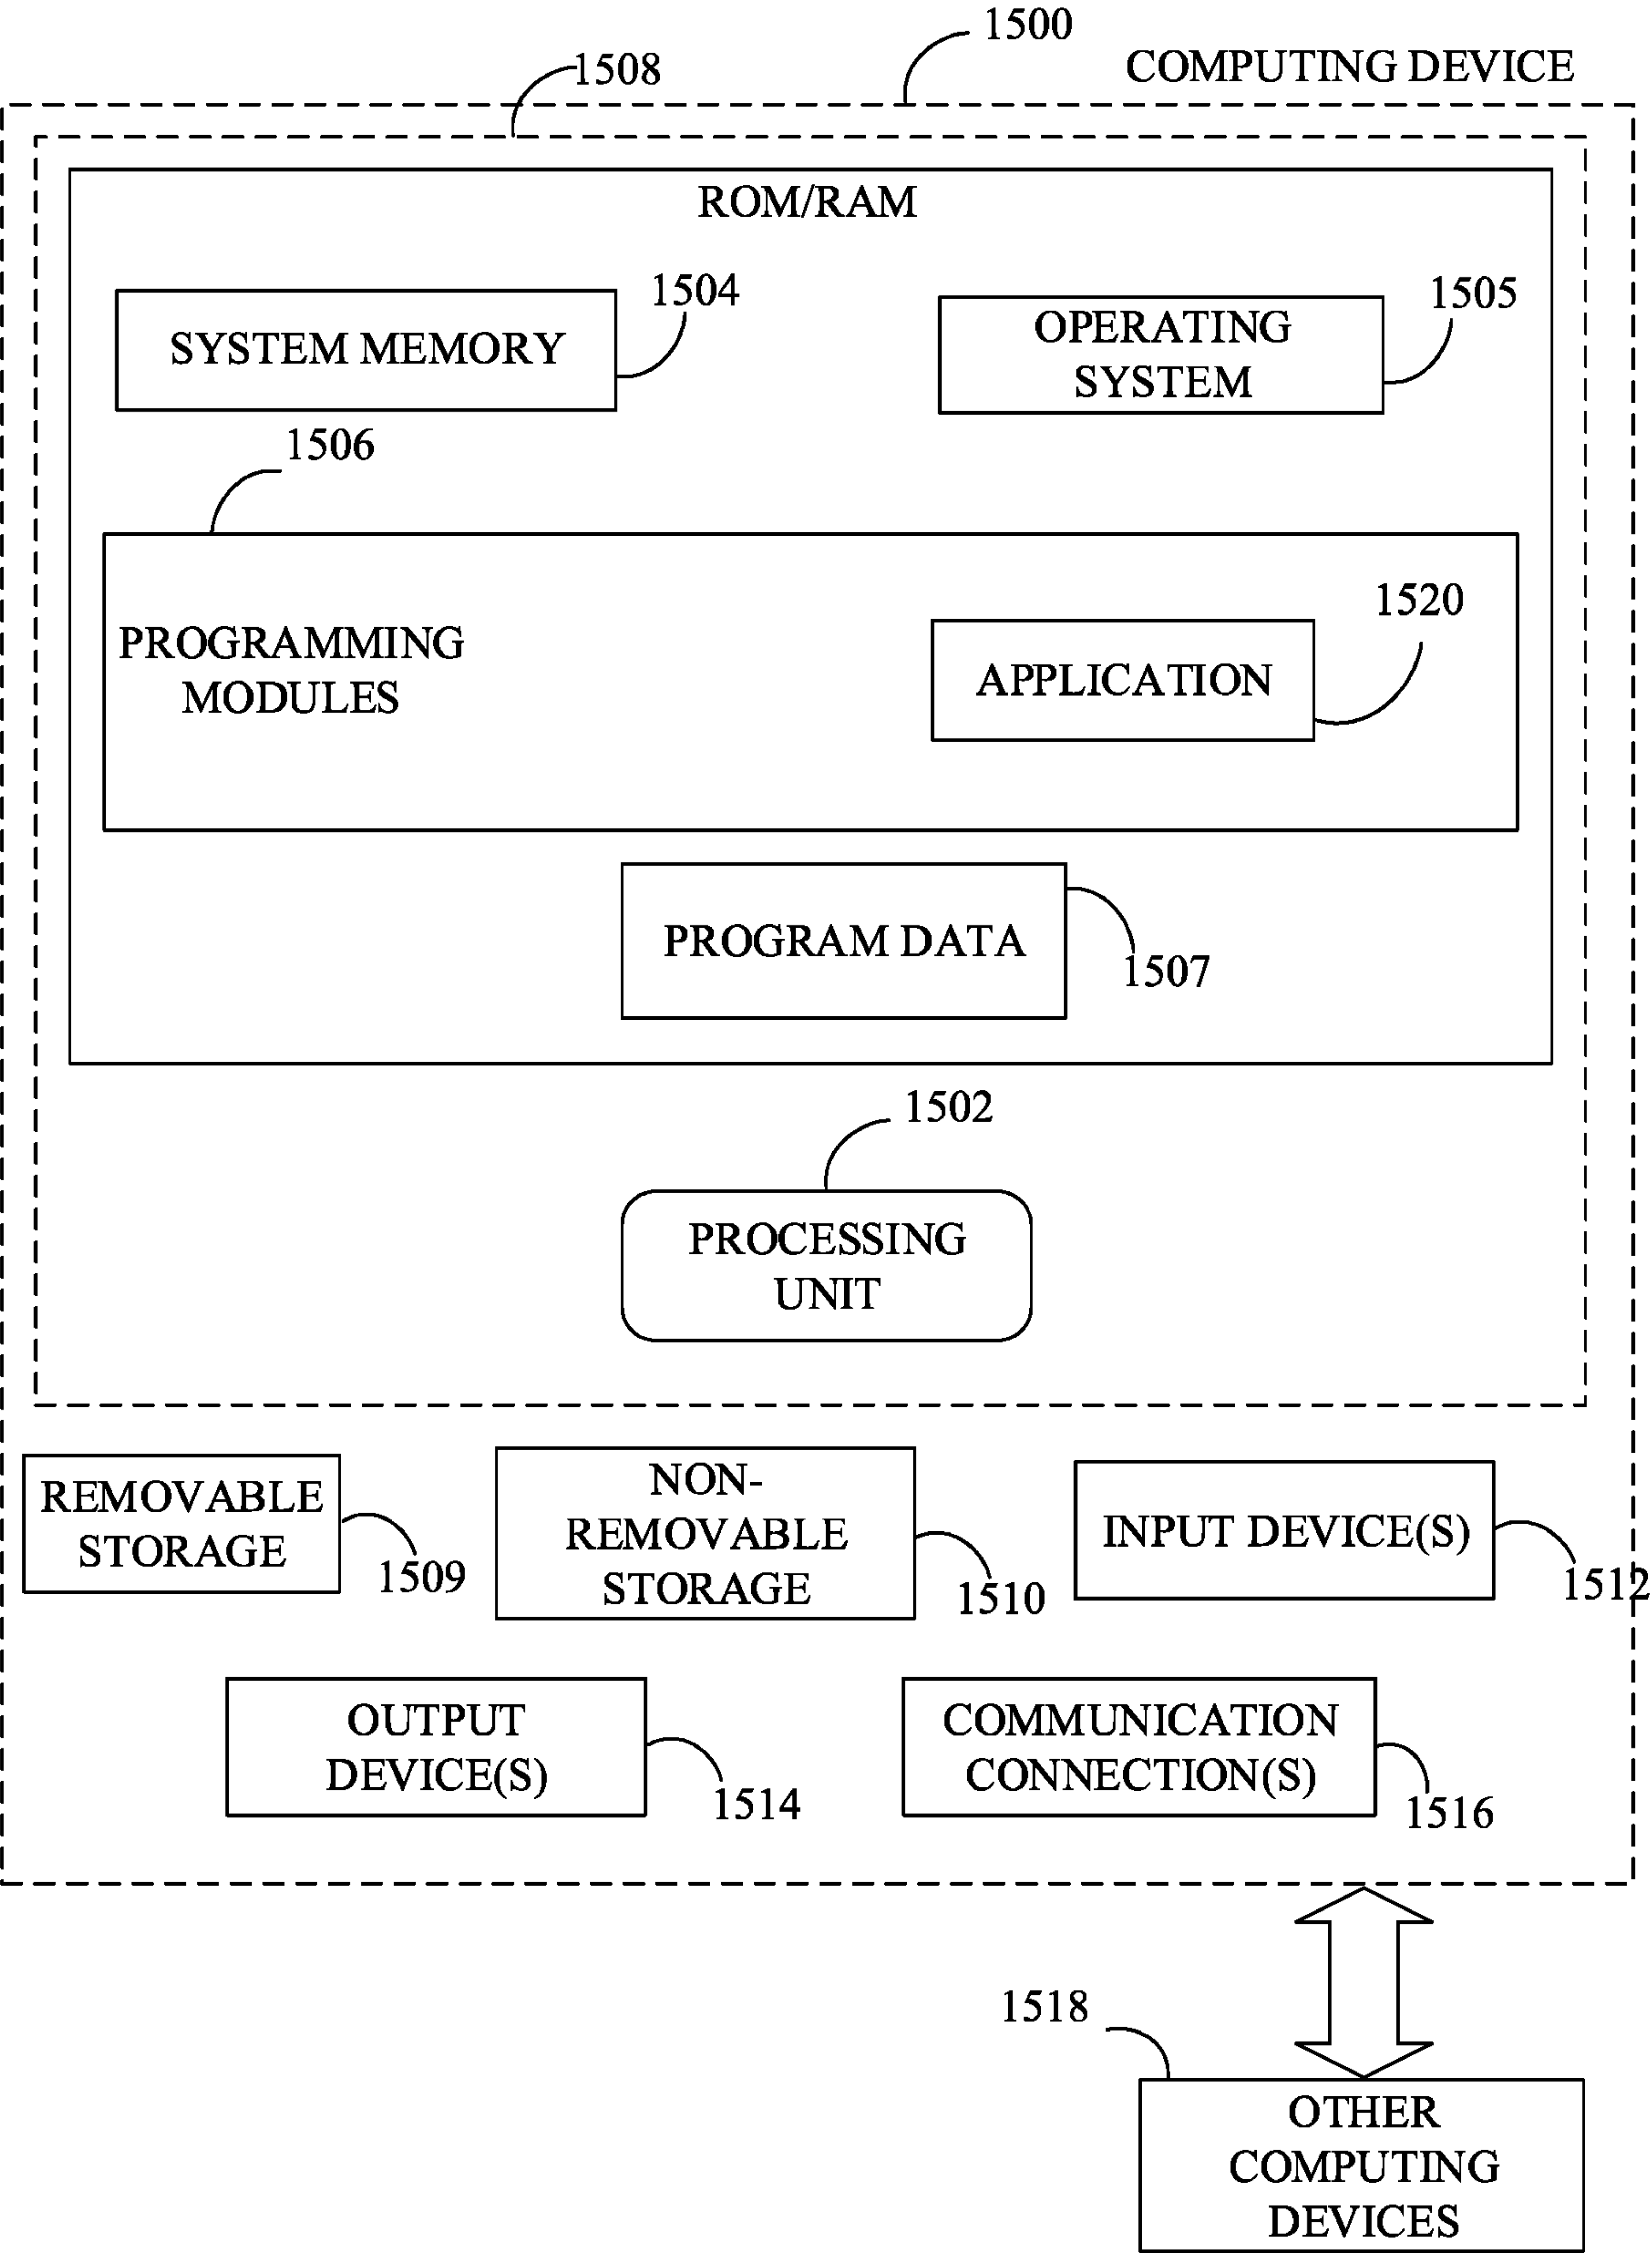 1500
COMPUTING DEVICE
1508
ROM/RAM
1504
SYSTEM MEMORY
1505
OPERATING
SYSTEM
1506
PROGRAMMING
MODULES
1520
APPLICATION
PROGRAM DATA
1507
1502
PROCESSING
UNIT
REMOVABLE
STORAGE
1509
NON-
REMOVABLE
STORAGE
1510
INPUT DEVICE(S)
1512
OUTPUT
DEVICE(S)
1514
COMMUNICATION
CONNECTION(S)
1516
1518
OTHER
COMPUTING
DEVICES